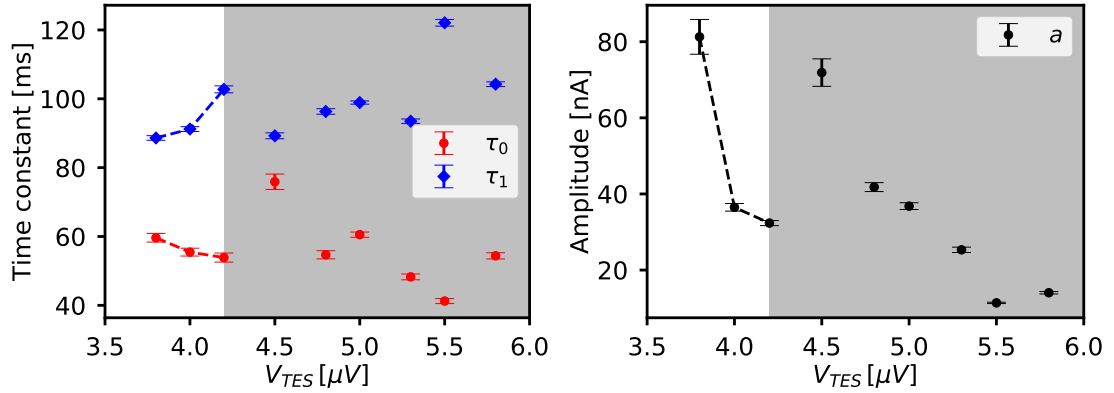 Time constant [ms]
120
100
80
60
40
τ₀
τ₁
3.5 4.0 4.5 5.0 5.5 6.0
V_TES [μV]
Amplitude [nA]
80
60
40
20
a
3.5 4.0 4.5 5.0 5.5 6.0
V_TES [μV]